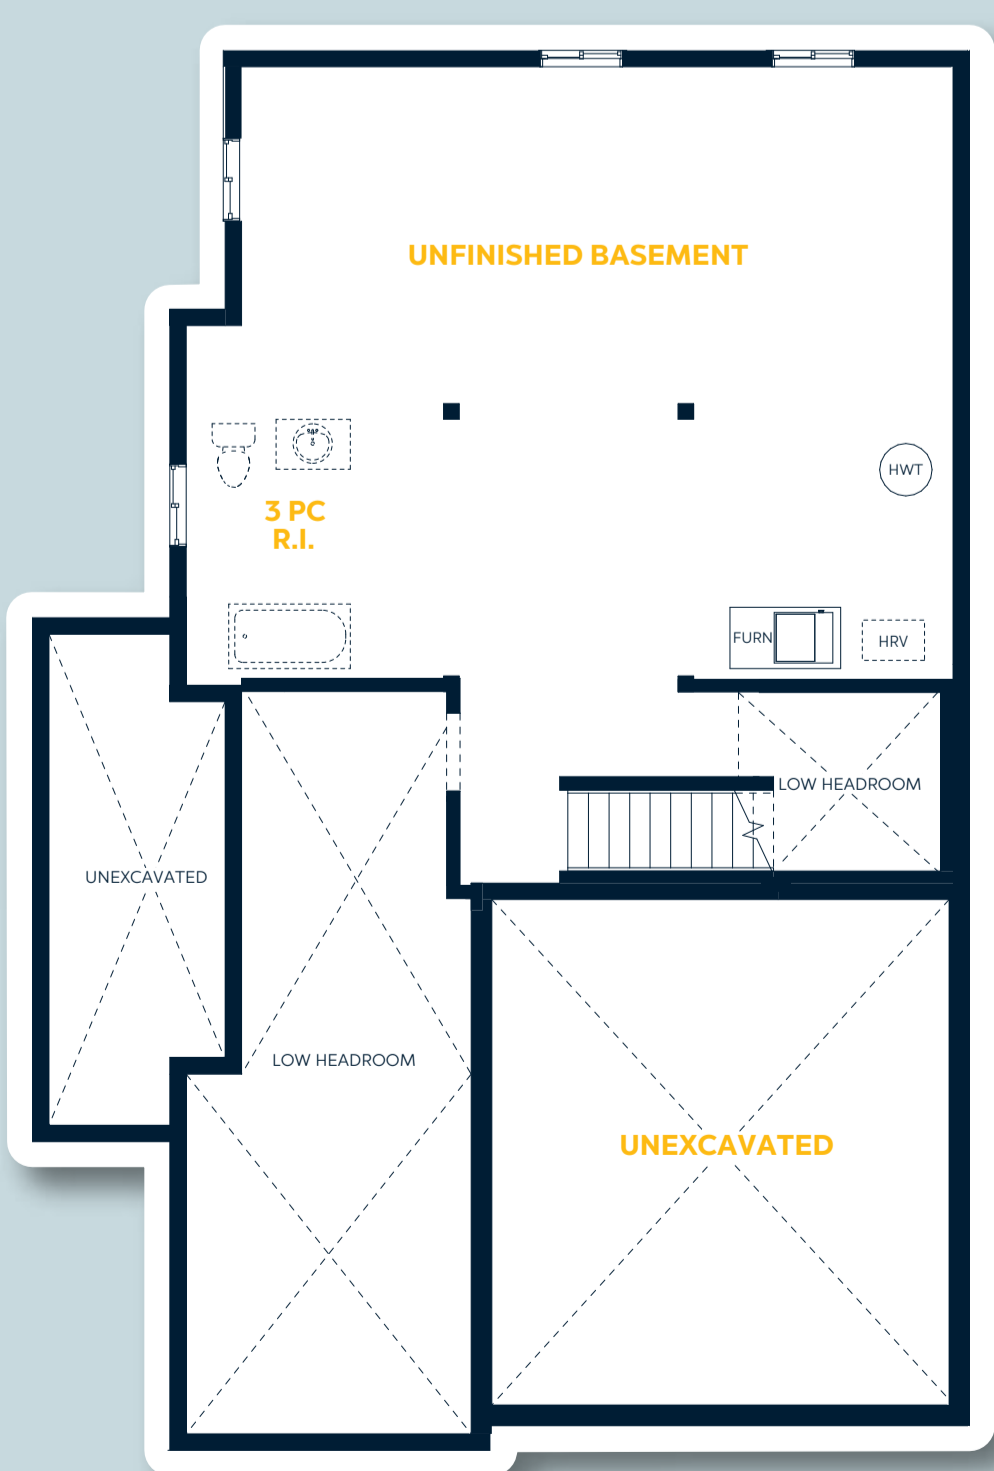 UNFINISHED BASEMENT
HWT
3 PC
R.I.
FURN
HRV
LOW HEADROOM
UNEXCAVATED
LOW HEADROOM
UNEXCAVATED